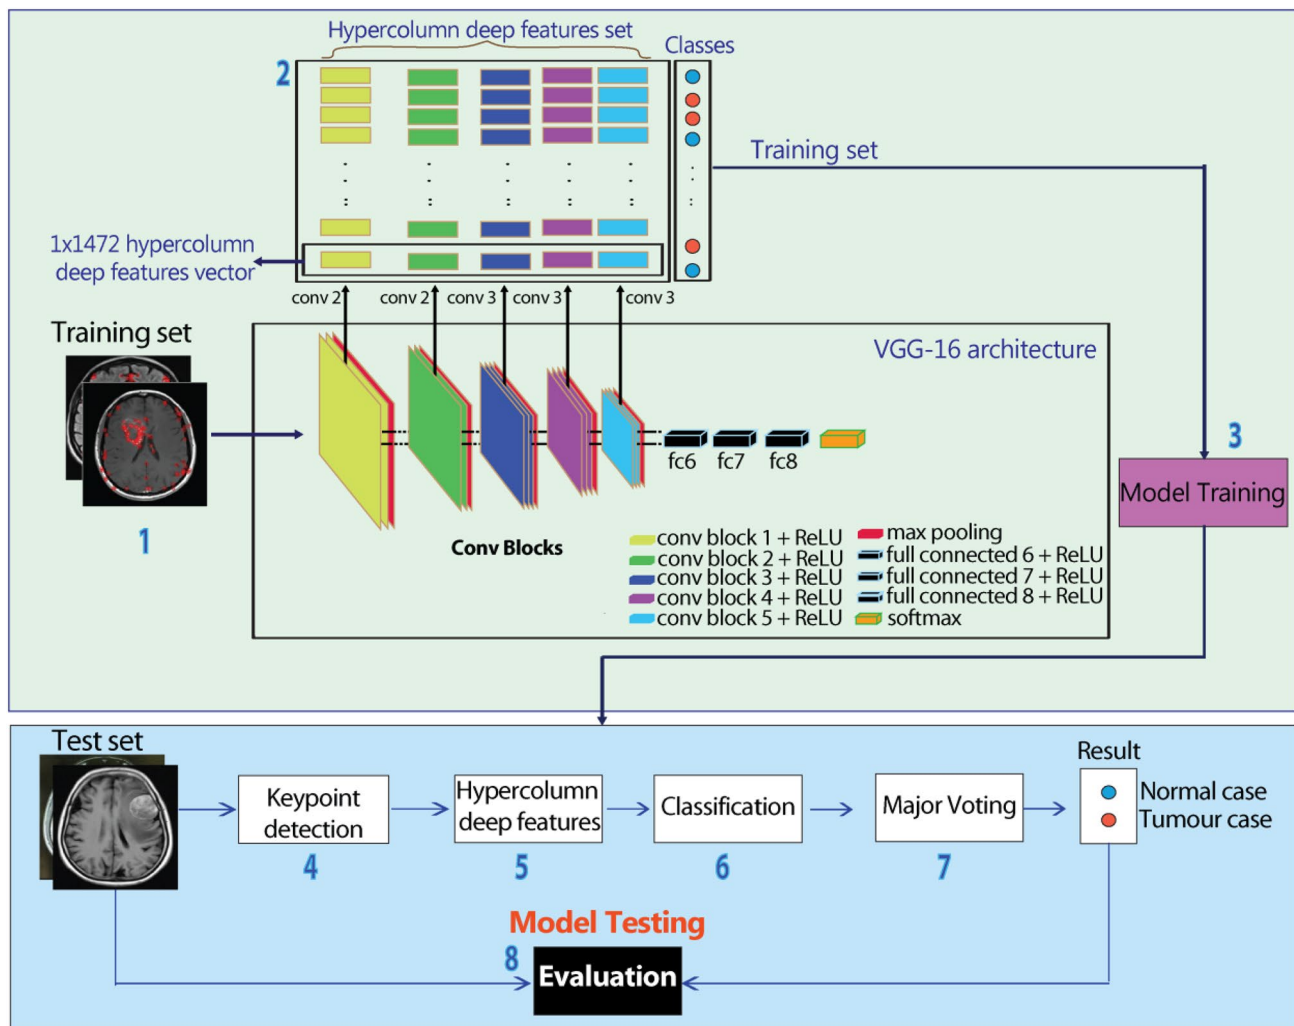 Hypercolumn deep features set
Classes
2
Training set
1x1472 hypercolumn
deep features vector
conv 2
conv 2
conv 3
conv 3
conv 3
Training set
VGG-16 architecture
1
fc6
fc7
fc8
3
Model Training
Conv Blocks
conv block 1 + ReLU
conv block 2 + ReLU
conv block 3 + ReLU
conv block 4 + ReLU
conv block 5 + ReLU
max pooling
full connected 6 + ReLU
full connected 7 + ReLU
full connected 8 + ReLU
softmax
Test set
Keypoint
detection
4
Hypercolumn
deep features
5
Classification
6
Major Voting
7
Result
Normal case
Tumour case
Model Testing
8
Evaluation